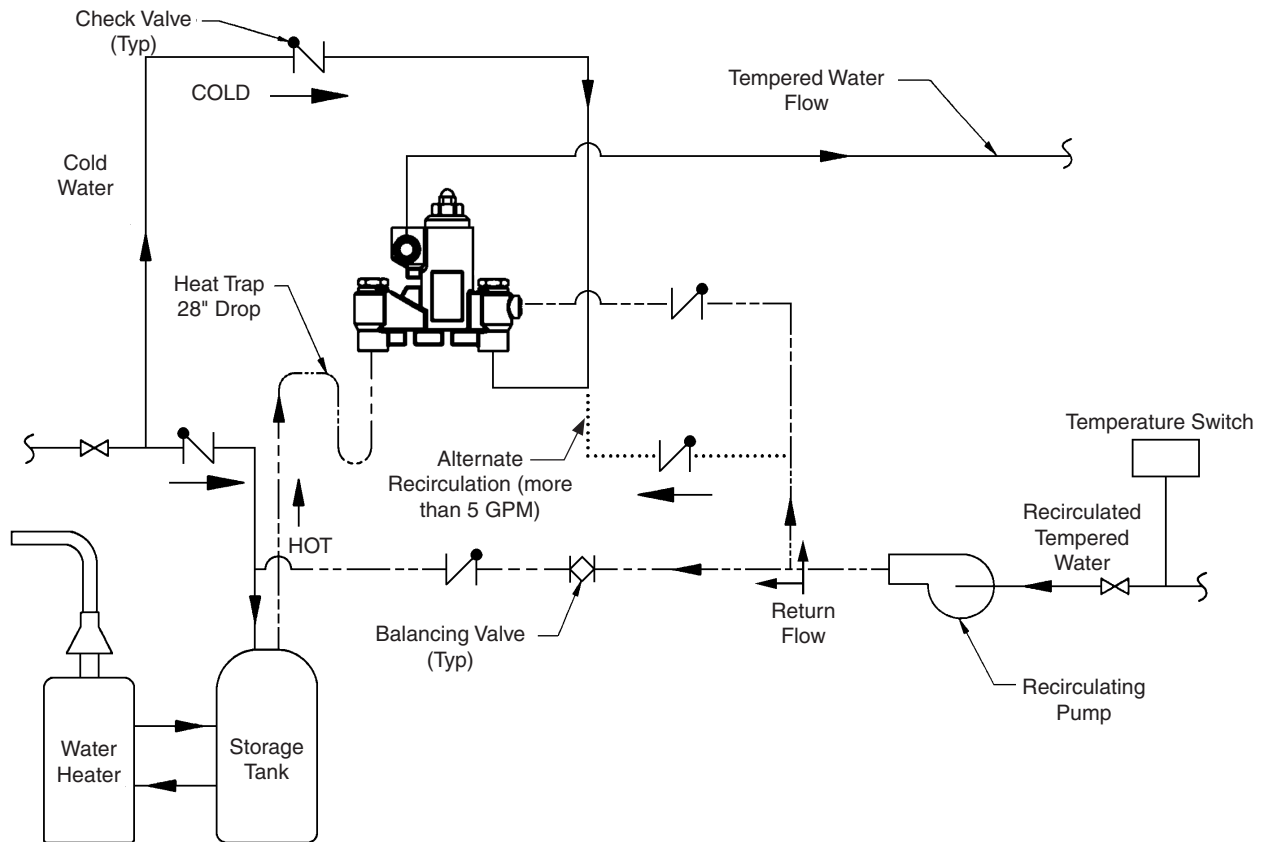 Check Valve
(Typ)
COLD
Tempered Water
Flow
Cold
Water
Heat Trap
28" Drop
Alternate
Recirculation (more
than 5 GPM)
Temperature Switch
HOT
Recirculated
Tempered
Water
Balancing Valve
(Typ)
Return
Flow
Recirculating
Pump
Water
Heater
Storage
Tank